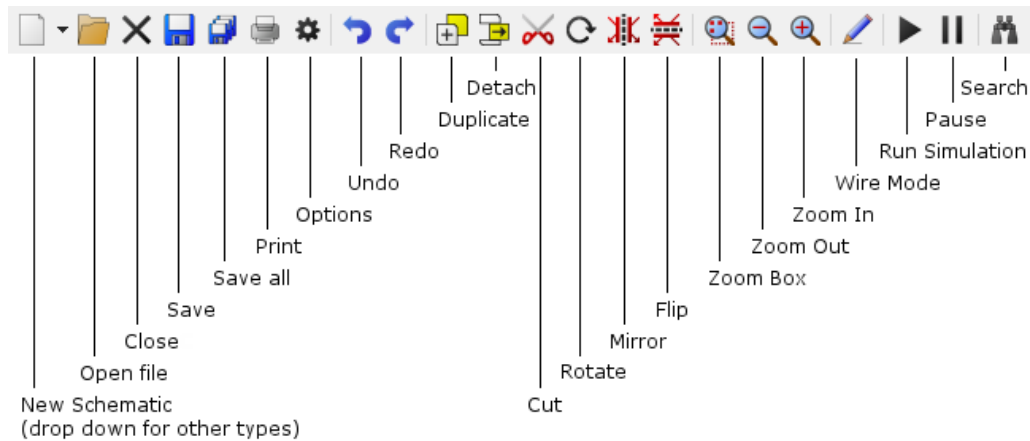 Detach
Search
Duplicate
Pause
Redo
Run Simulation
Undo
Wire Mode
Options
Zoom In
Print
Zoom Out
Save all
Zoom Box
Save
Flip
Close
Mirror
Open file
Rotate
New Schematic
(drop down for other types)
Cut